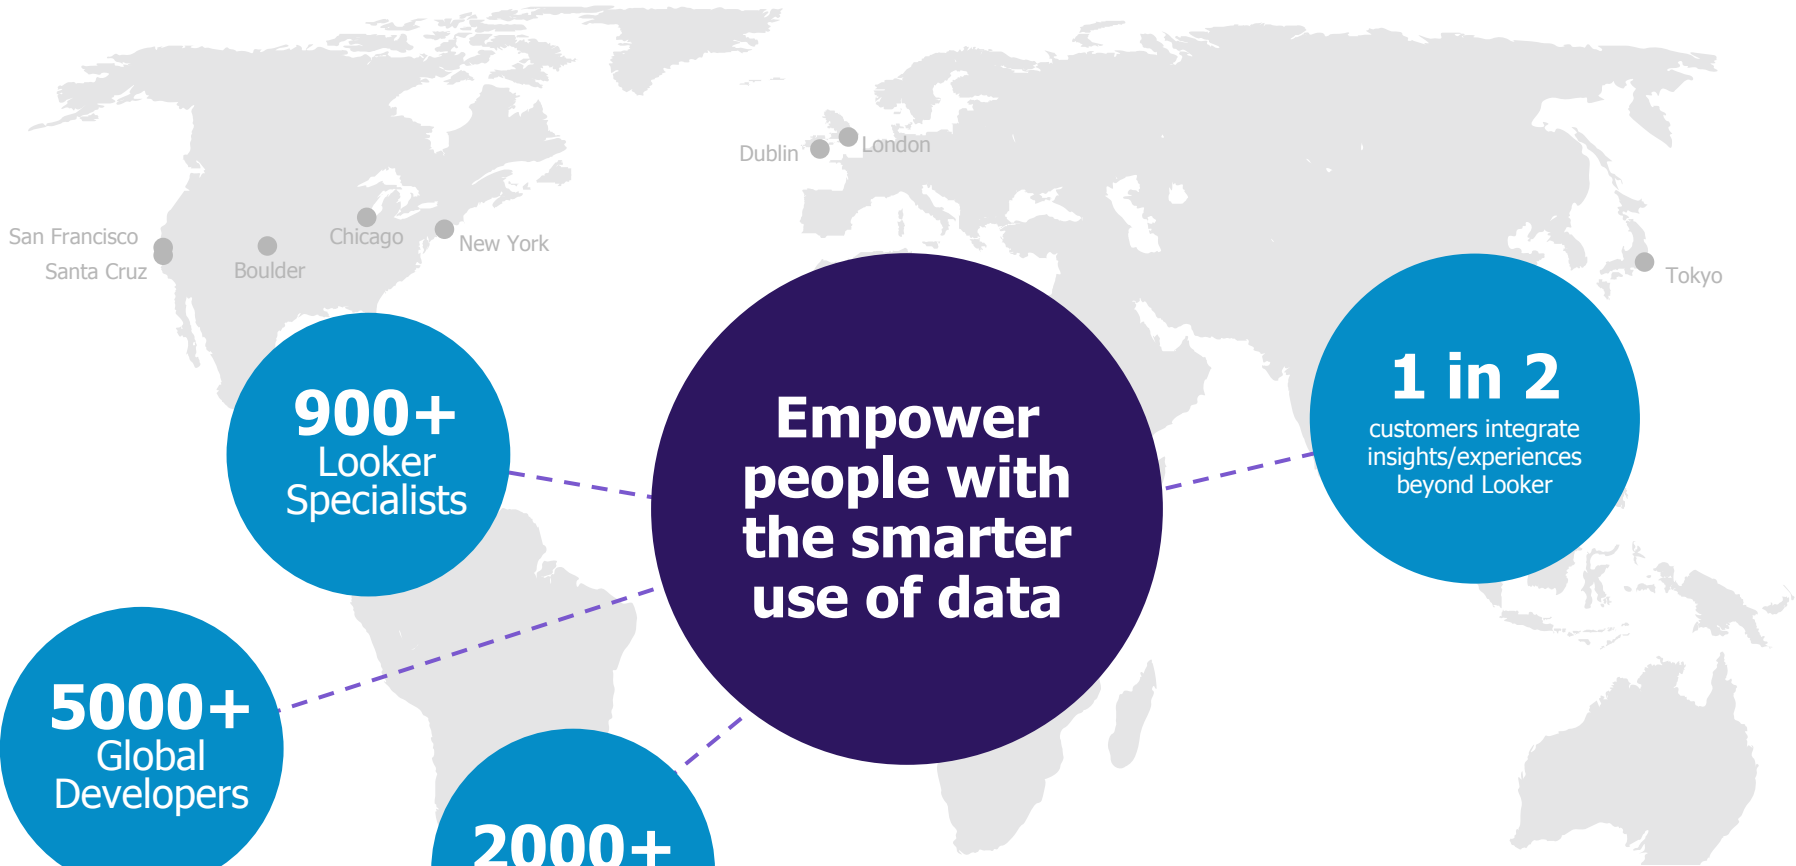 Dublin
London
San Francisco
Santa Cruz
Boulder
Chicago
New York
Tokyo
900+
Looker
Specialists
Empower
people with
the smarter
use of data
1 in 2
customers integrate
insights/experiences
beyond Looker
5000+
Global
Developers
2000+